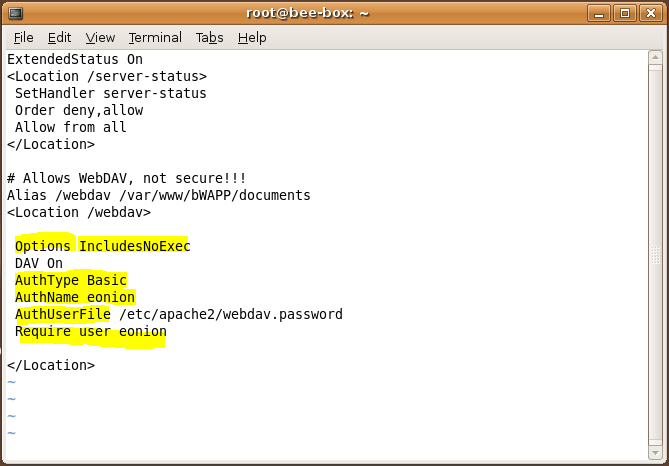 root@bee-box: ~
File Edit View Terminal Tabs Help
ExtendedStatus On
<Location /server-status>
SetHandler server-status
Order deny,allow
Allow from all
</Location>
# Allows WebDAV, not secure!!!
Alias /webdav /var/www/bWAPP/documents
<Location /webdav>
Options IncludesNoExec
DAV On
AuthType Basic
AuthName eonion
AuthUserFile /etc/apache2/webdav.password
Require user eonion
</Location>
~
~
~
~